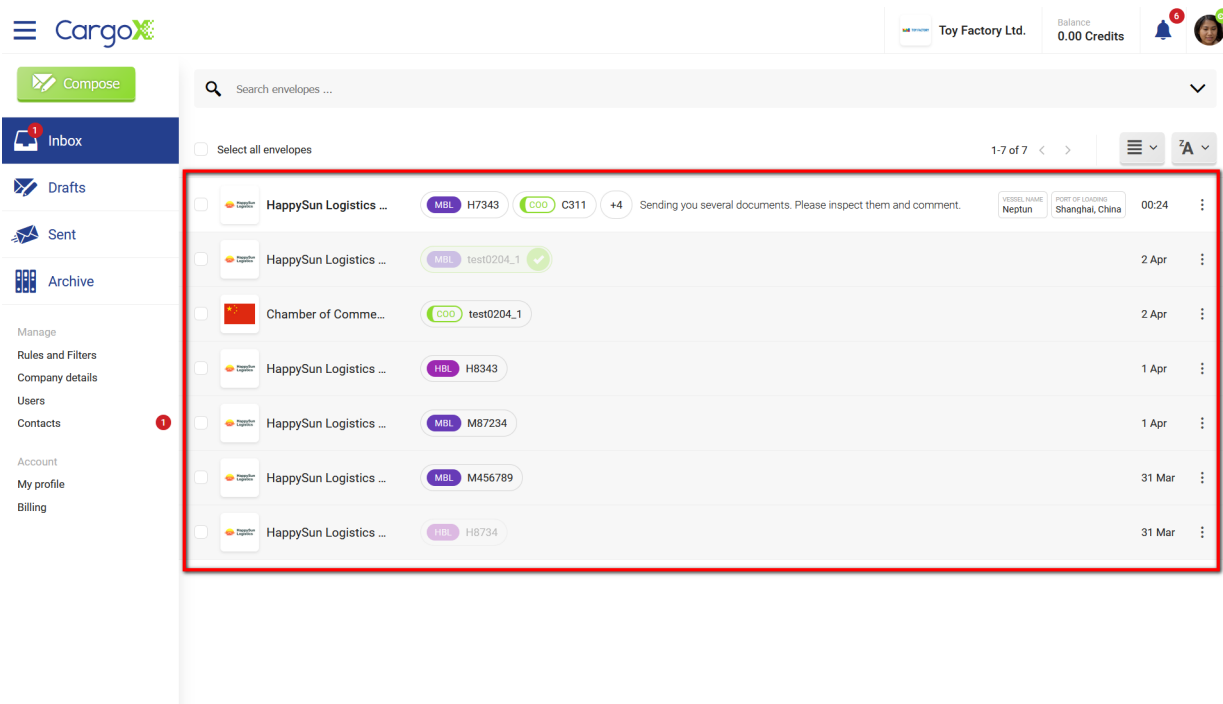 CargoX
Toy Factory Ltd.
Balance
0.00 Credits
6
Compose
Search envelopes ...
1
Inbox
Select all envelopes
1-7 of 7
ZA
Drafts
Sent
Archive
Manage
Rules and Filters
Company details
Users
Contacts
1
Account
My profile
Billing
HappySun Logistics ... MBL H7343 COO C311 +4 Sending you several documents. Please inspect them and comment. VESSEL NAME Neptun PORT OF LOADING Shanghai, China 00:24
HappySun Logistics ... MBL test0204_1 2 Apr
Chamber of Comme... COO test0204_1 2 Apr
HappySun Logistics ... HBL H8343 1 Apr
HappySun Logistics ... MBL M87234 1 Apr
HappySun Logistics ... MBL M456789 31 Mar
HappySun Logistics ... HBL H8734 31 Mar